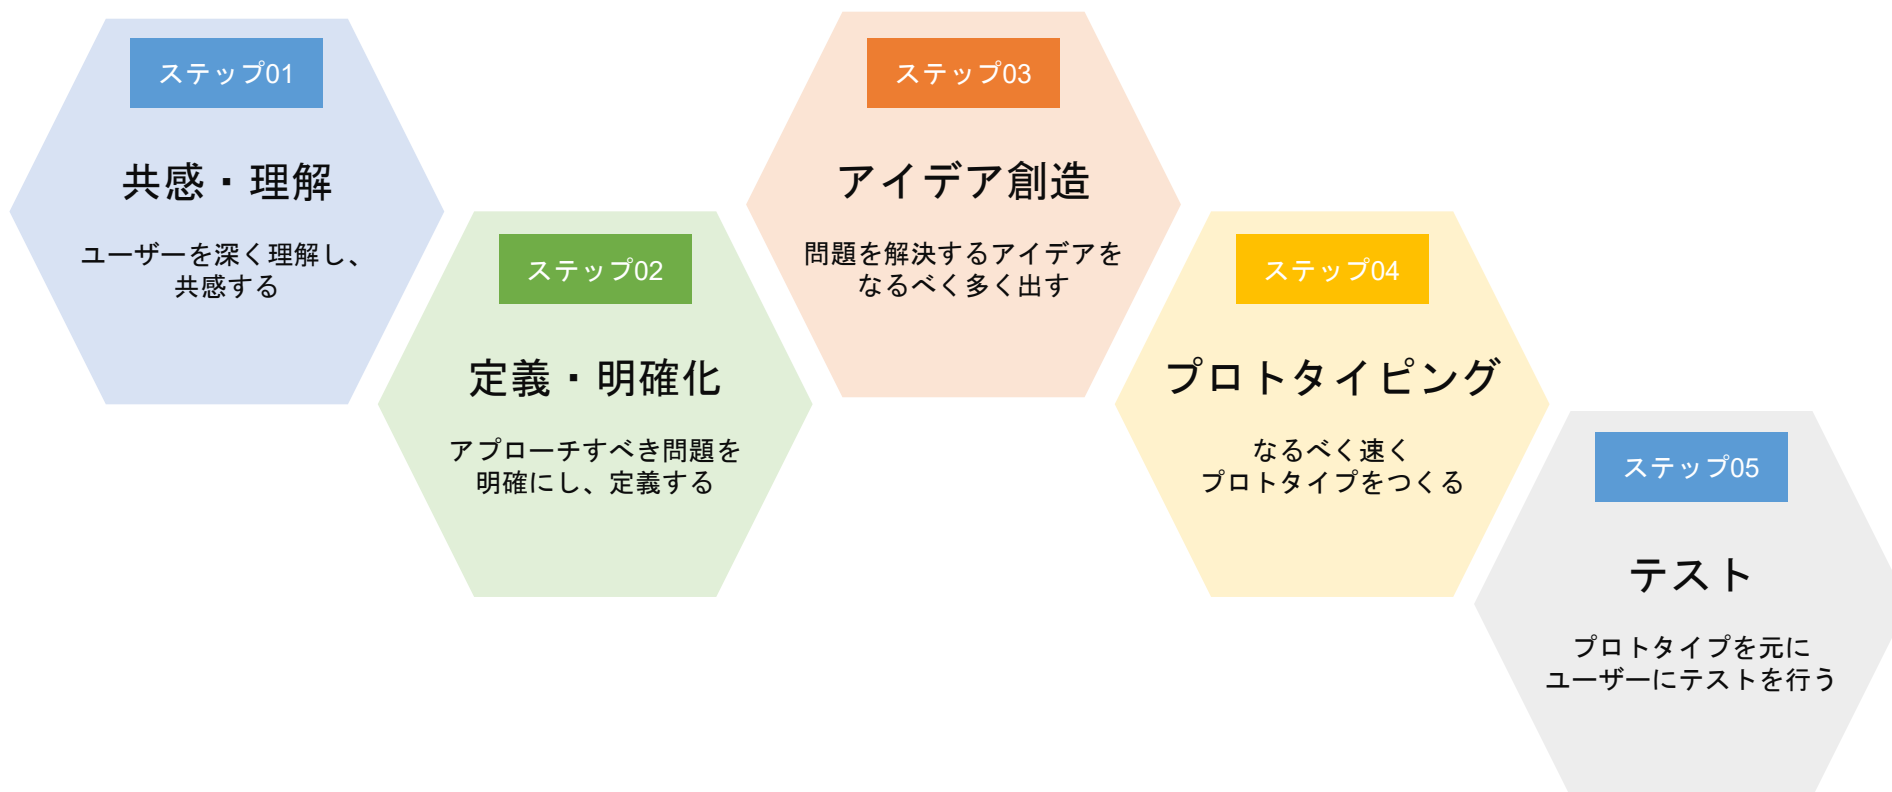 ステップ01
共感・理解
ユーザーを深く理解し、
共感する
ステップ02
定義・明確化
アプローチすべき問題を
明確にし、定義する
ステップ03
アイデア創造
問題を解決するアイデアを
なるべく多く出す
ステップ04
プロトタイピング
なるべく速く
プロトタイプをつくる
ステップ05
テスト
プロトタイプを元に
ユーザーにテストを行う